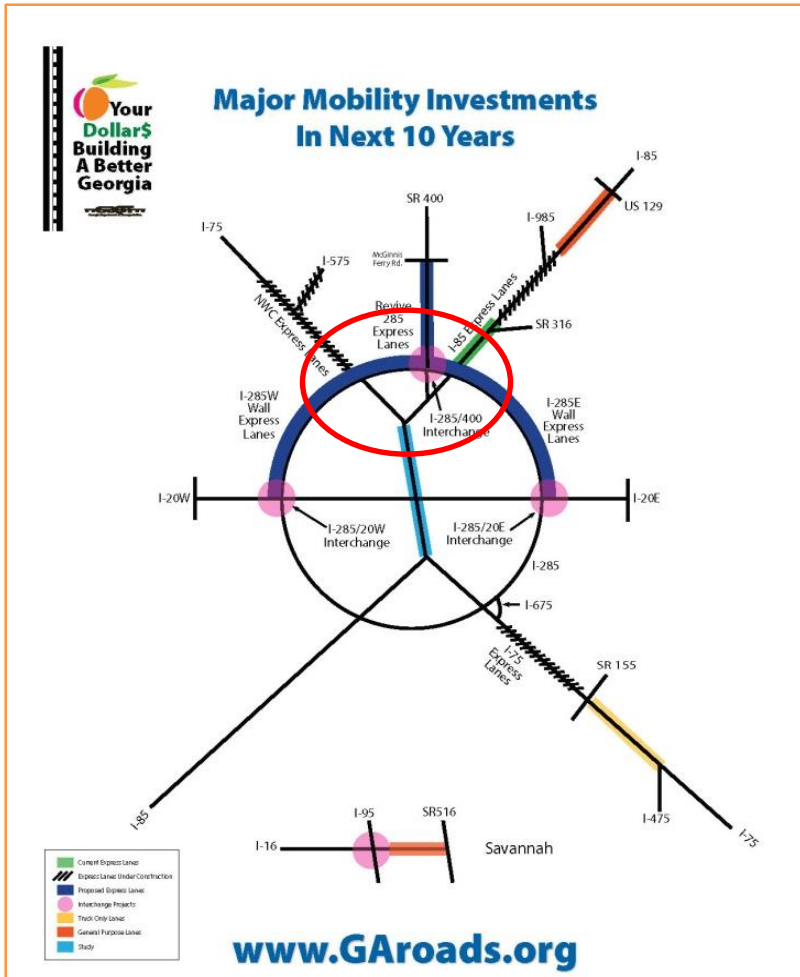 Your
Dollar$
Building
A Better
Georgia
Major Mobility Investments
In Next 10 Years
I-85
US 129
SR 400
I-985
I-75
I-575
McGinnis
Ferry Rd.
NWC Express Lanes
Revive
285
Express
Lanes
I-85 Express Lanes
SR 316
I-285W
Wall
Express
Lanes
I-285/400
Interchange
I-285E
Wall
Express
Lanes
I-20W
I-20E
I-285/20W
Interchange
I-285/20E
Interchange
I-285
I-675
I-75
Express
Lanes
SR 155
I-85
I-475
I-75
I-95
SR516
I-16
Savannah
Current Express Lanes
Express Lanes Under Construction
Proposed Express Lanes
Interchange Projects
Truck Only Lanes
General Purpose Lanes
Study
www.GAroads.org